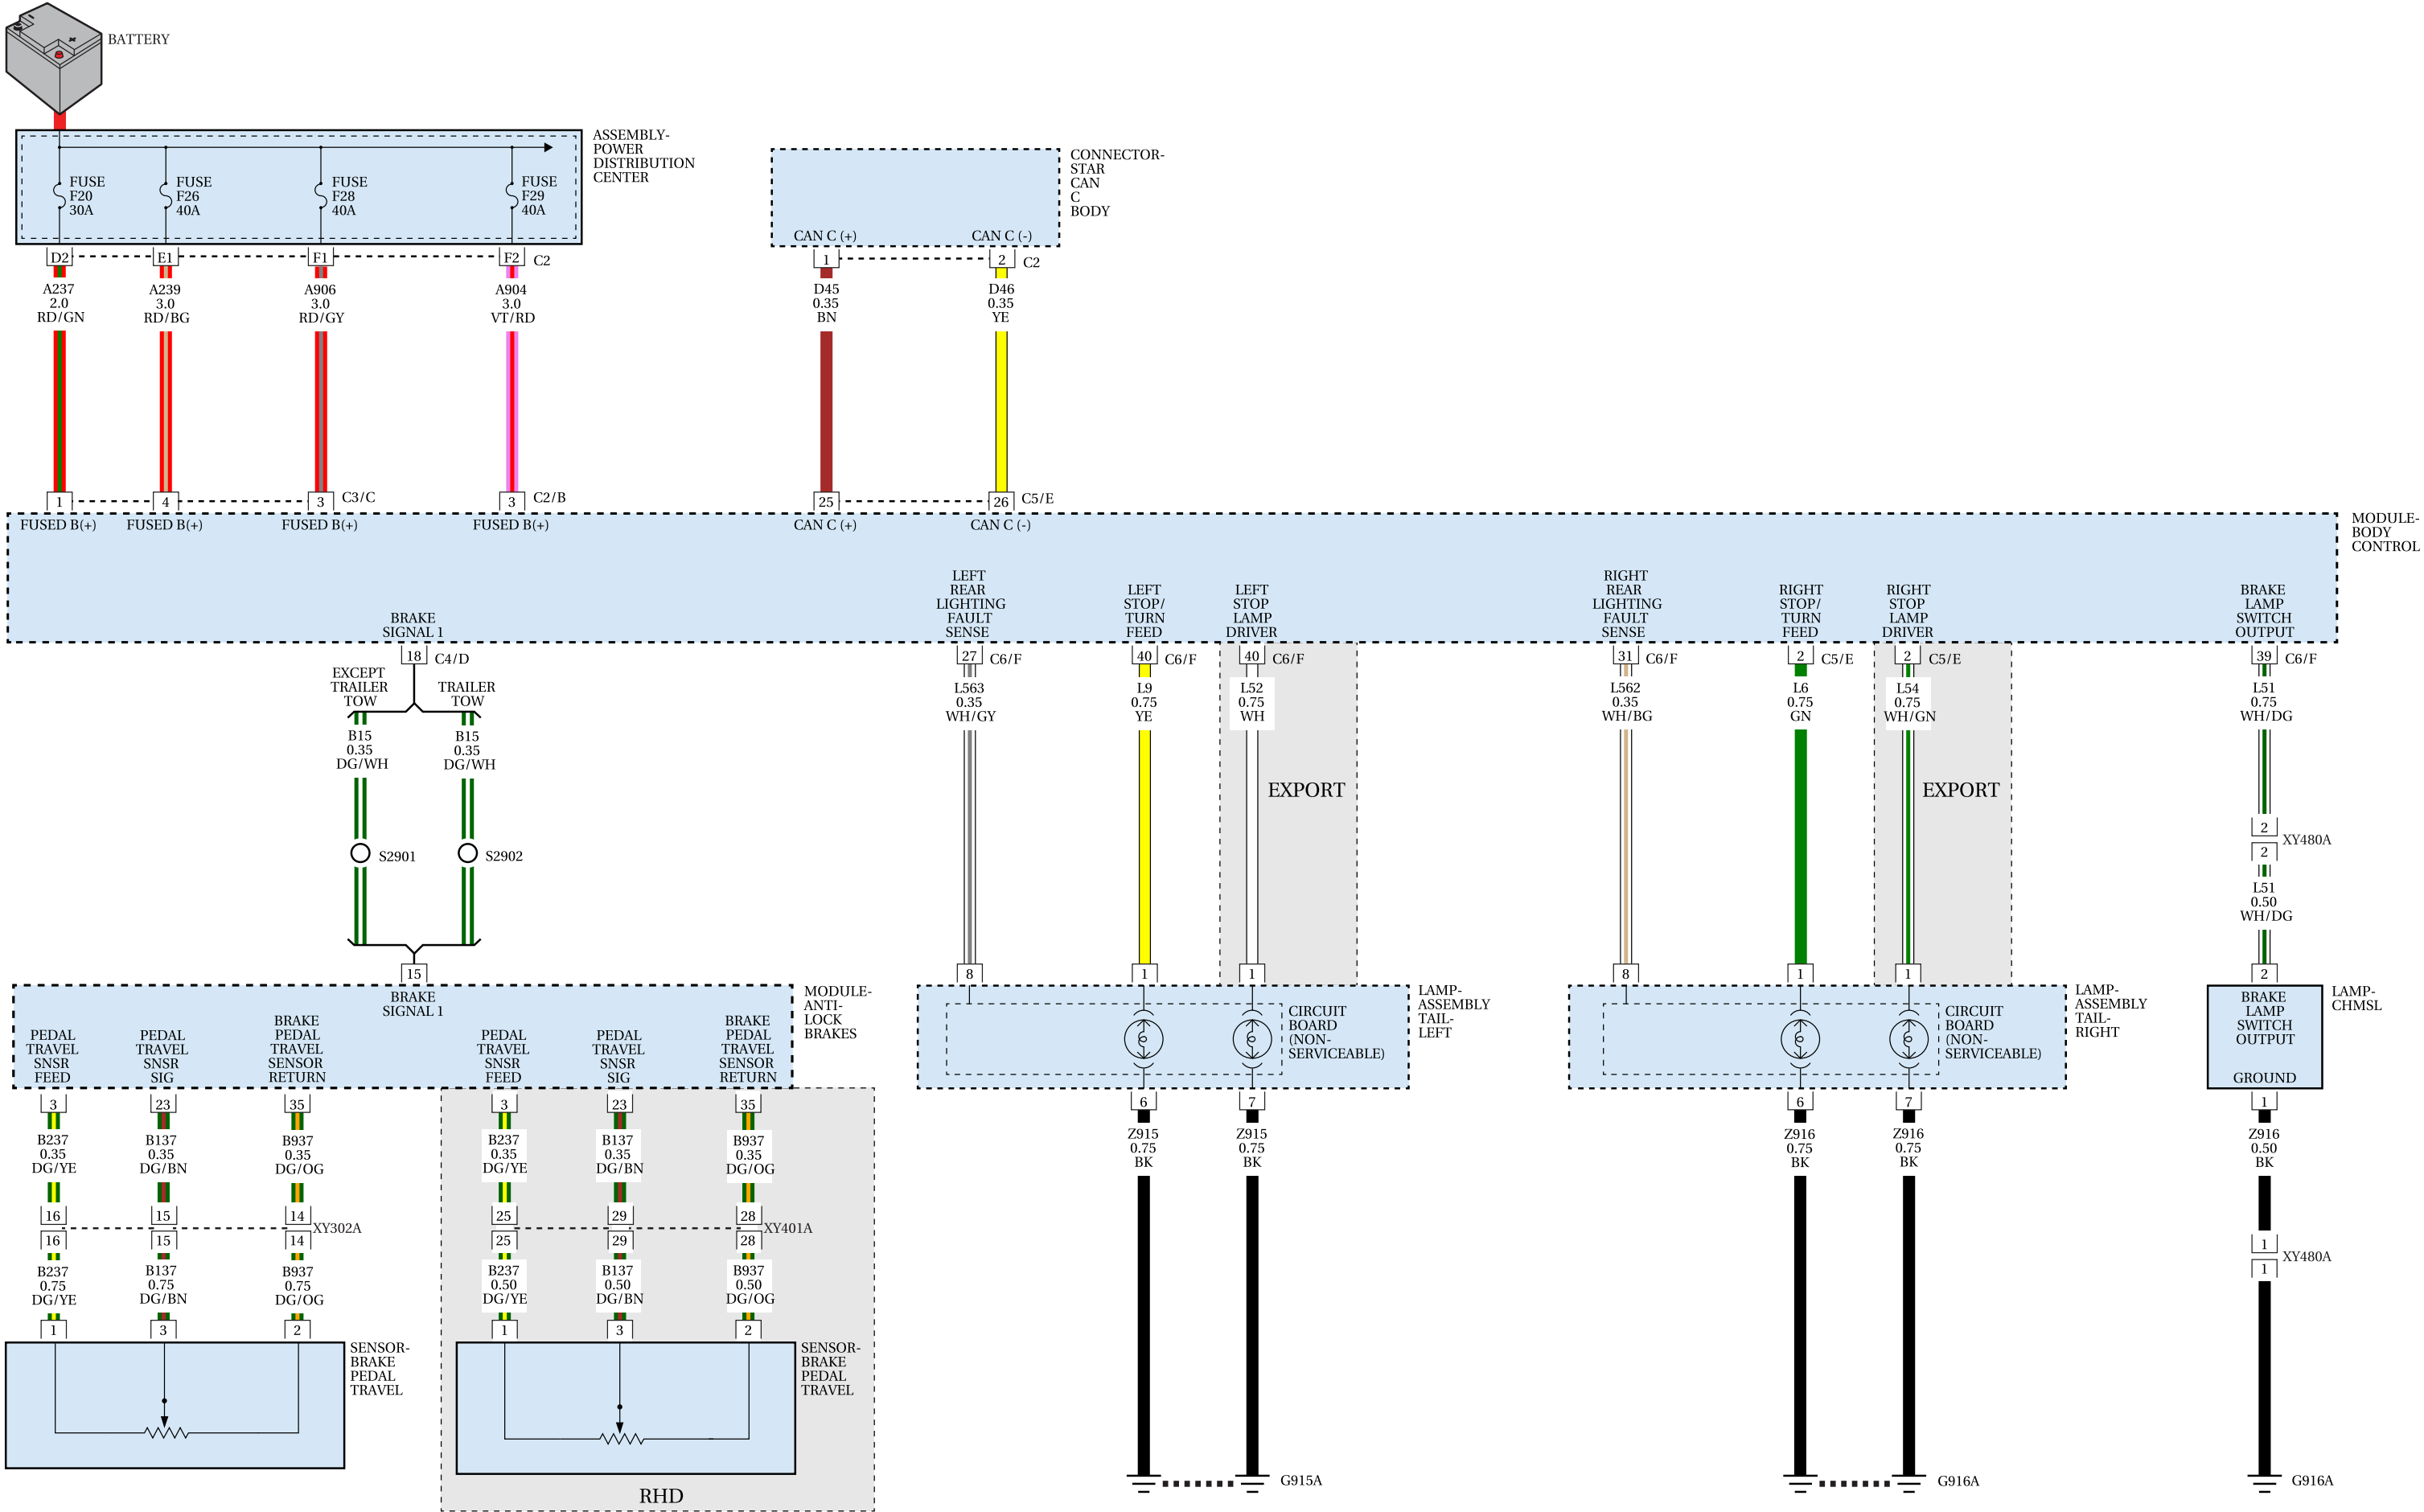 BATTERY
ASSEMBLY-
POWER
DISTRIBUTION
CENTER
FUSE
F20
30A
FUSE
F26
40A
FUSE
F28
40A
FUSE
F29
40A
D2
E1
F1
F2
C2
A237
2.0
RD/GN
A239
3.0
RD/BG
A906
3.0
RD/GY
A904
3.0
VT/RD
CONNECTOR-
STAR
CAN
C
BODY
CAN C (+)
CAN C (-)
1
2
C2
D45
0.35
BN
D46
0.35
YE
1
4
3
C3/C
3
C2/B
25
26
C5/E
FUSED B(+)
FUSED B(+)
FUSED B(+)
FUSED B(+)
CAN C (+)
CAN C (-)
MODULE-
BODY
CONTROL
BRAKE
SIGNAL 1
LEFT
REAR
LIGHTING
FAULT
SENSE
LEFT
STOP/
TURN
FEED
LEFT
STOP
LAMP
DRIVER
RIGHT
REAR
LIGHTING
FAULT
SENSE
RIGHT
STOP/
TURN
FEED
RIGHT
STOP
LAMP
DRIVER
BRAKE
LAMP
SWITCH
OUTPUT
18
C4/D
27
C6/F
40
C6/F
40
C6/F
31
C6/F
2
C5/E
2
C5/E
39
C6/F
EXCEPT
TRAILER
TOW
TRAILER
TOW
B15
0.35
DG/WH
B15
0.35
DG/WH
S2901
S2902
L563
0.35
WH/GY
L9
0.75
YE
L52
0.75
WH
EXPORT
L562
0.35
WH/BG
L6
0.75
GN
L54
0.75
WH/GN
EXPORT
L51
0.75
WH/DG
2
XY480A
2
L51
0.50
WH/DG
15
8
1
1
8
1
1
2
MODULE-
ANTI-
LOCK
BRAKES
BRAKE
SIGNAL 1
PEDAL
TRAVEL
SNSR
FEED
PEDAL
TRAVEL
SNSR
SIG
BRAKE
PEDAL
TRAVEL
SENSOR
RETURN
PEDAL
TRAVEL
SNSR
FEED
PEDAL
TRAVEL
SNSR
SIG
BRAKE
PEDAL
TRAVEL
SENSOR
RETURN
CIRCUIT
BOARD
(NON-
SERVICEABLE)
LAMP-
ASSEMBLY
TAIL-
LEFT
CIRCUIT
BOARD
(NON-
SERVICEABLE)
LAMP-
ASSEMBLY
TAIL-
RIGHT
BRAKE
LAMP
SWITCH
OUTPUT
GROUND
LAMP-
CHMSL
3
23
35
3
23
35
6
7
6
7
1
B237
0.35
DG/YE
B137
0.35
DG/BN
B937
0.35
DG/OG
B237
0.35
DG/YE
B137
0.35
DG/BN
B937
0.35
DG/OG
Z915
0.75
BK
Z915
0.75
BK
Z916
0.75
BK
Z916
0.75
BK
Z916
0.50
BK
16
15
14
XY302A
16
15
14
25
29
28
XY401A
25
29
28
1
XY480A
1
B237
0.75
DG/YE
B137
0.75
DG/BN
B937
0.75
DG/OG
B237
0.50
DG/YE
B137
0.50
DG/BN
B937
0.50
DG/OG
1
3
2
1
3
2
SENSOR-
BRAKE
PEDAL
TRAVEL
SENSOR-
BRAKE
PEDAL
TRAVEL
RHD
G915A
G916A
G916A